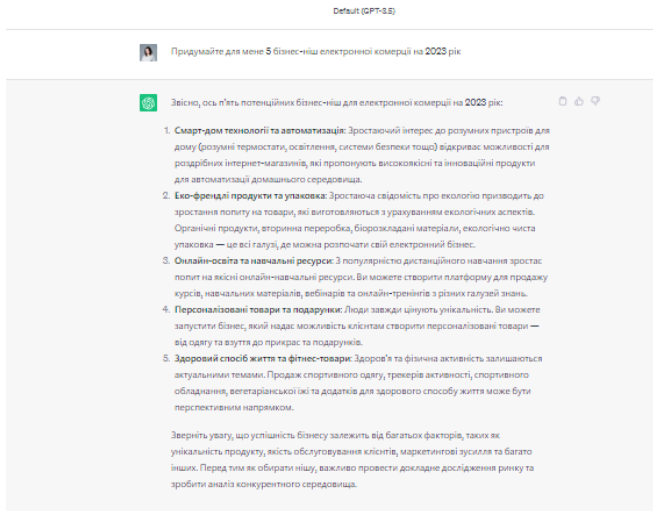 Default (GPT-3.5)
Придумайте для мене 5 бізнес-ніш електронної комерції на 2023 рік
Звісно, ось п'ять потенційних бізнес-ніш для електронної комерції на 2023 рік:
1. Смарт-дом технології та автоматизація: Зростаючий інтерес до розумних пристроїв для
дому (розумні термостати, освітлення, системи безпеки тощо) відкриває можливості для
роздрібних інтернет-магазинів, які пропонують високоякісні та інноваційні продукти
для автоматизації домашнього середовища.
2. Еко-френдлі продукти та упаковка: Зростаюча свідомість про екологію призводить до
зростання попиту на товари, які виготовляються з урахуванням екологічних аспектів.
Органічні продукти, вторинна переробка, біорозкладані матеріали, екологічно чиста
упаковка — це всі галузі, де можна розпочати свій електронний бізнес.
3. Онлайн-освіта та навчальні ресурси: З популярністю дистанційного навчання зростає
попит на якісні онлайн-навчальні ресурси. Ви можете створити платформу для продажу
курсів, навчальних матеріалів, вебінарів та онлайн-тренінгів з різних галузей знань.
4. Персоналізовані товари та подарунки: Люди завжди цінують унікальність. Ви можете
запустити бізнес, який надає можливість клієнтам створити персоналізовані товари —
від одягу та взуття до прикрас та подарунків.
5. Здоровий спосіб життя та фітнес-товари: Здоров'я та фізична активність залишаються
актуальними темами. Продаж спортивного одягу, трекерів активності, спортивного
обладнання, вегетаріанської їжі та додатків для здорового способу життя може бути
перспективним напрямком.
Зверніть увагу, що успішність бізнесу залежить від багатьох факторів, таких як
унікальність продукту, якість обслуговування клієнтів, маркетингові зусилля та багато
інших. Перед тим як обирати нішу, важливо провести докладне дослідження ринку та
зробити аналіз конкурентного середовища.